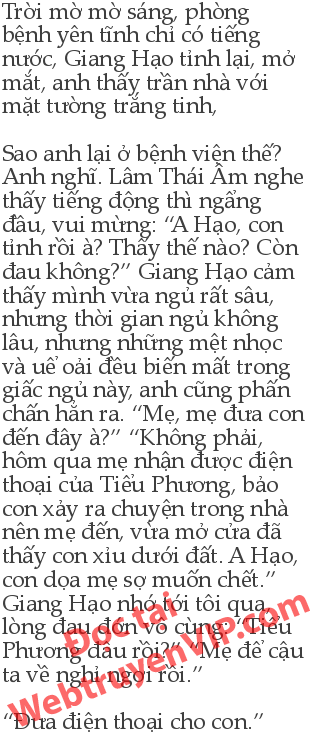 Trời mờ mờ sáng, phòng
bệnh yên tĩnh chỉ có tiếng
nước, Giang Hạo tỉnh lại, mở
mắt, anh thấy trần nhà với
mặt tường trắng tinh,

Sao anh lại ở bệnh viện thế?
Anh nghĩ. Lâm Thái Âm nghe
thấy tiếng động thì ngẩng
đầu, vui mừng: “A Hạo, con
tỉnh rồi à? Thấy thế nào? Còn
đau không?” Giang Hạo cảm
thấy mình vừa ngủ rất sâu,
nhưng thời gian ngủ không
lâu, nhưng những mệt nhọc
và uể oải đều biến mất trong
giấc ngủ này, anh cũng phấn
chấn hẳn ra. “Mẹ, mẹ đưa con
đến đây à?” “Không phải,
hôm qua mẹ nhận được điện
thoại của Tiểu Phương, bảo
con xảy ra chuyện trong nhà
nên mẹ đến, vừa mở cửa đã
thấy con xỉu dưới đất. A Hạo,
con dọa mẹ sợ muốn chết.”
Giang Hạo nhớ tới tôi qua,
lòng đau đớn vô cùng. “Tiểu
Phương đâu rồi?” “Mẹ để cậu
ta về nghỉ ngơi rồi.”

“Đưa điện thoại cho con.”
Đọc tại
WebtruyenVIP.com